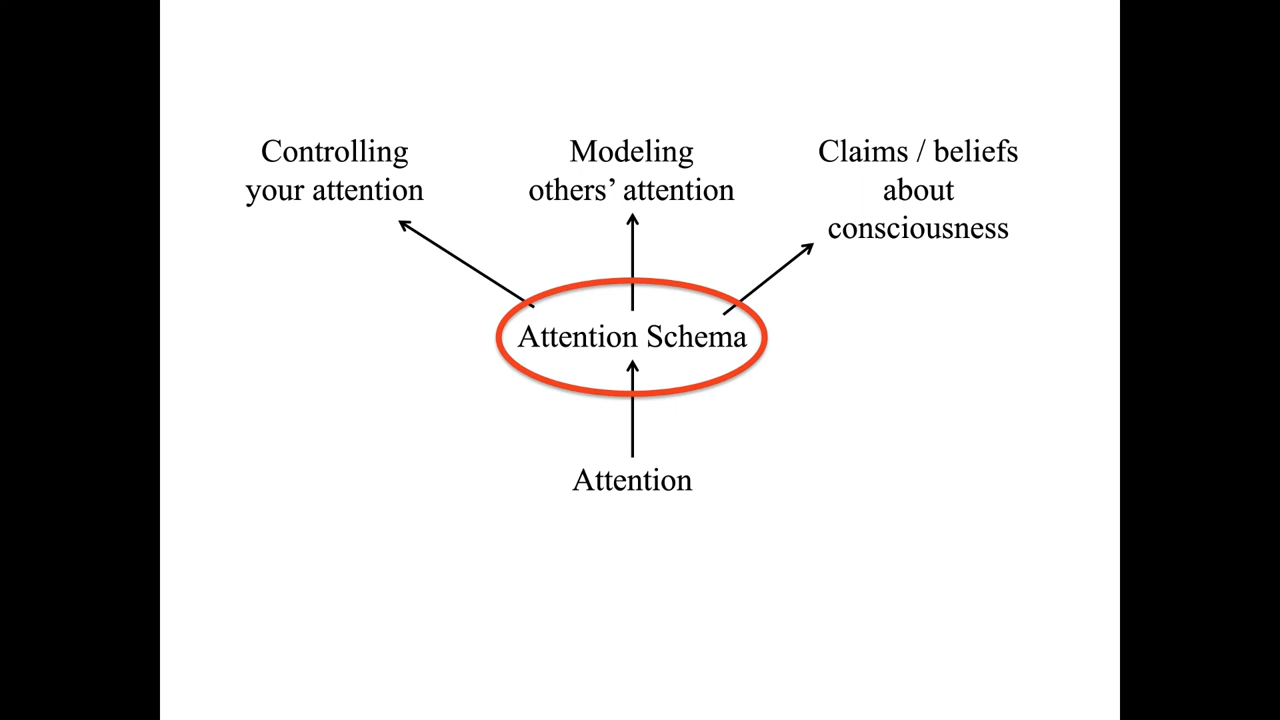 Controlling
your attention
Modeling
others’ attention
Claims / beliefs
about
consciousness
Attention Schema
Attention